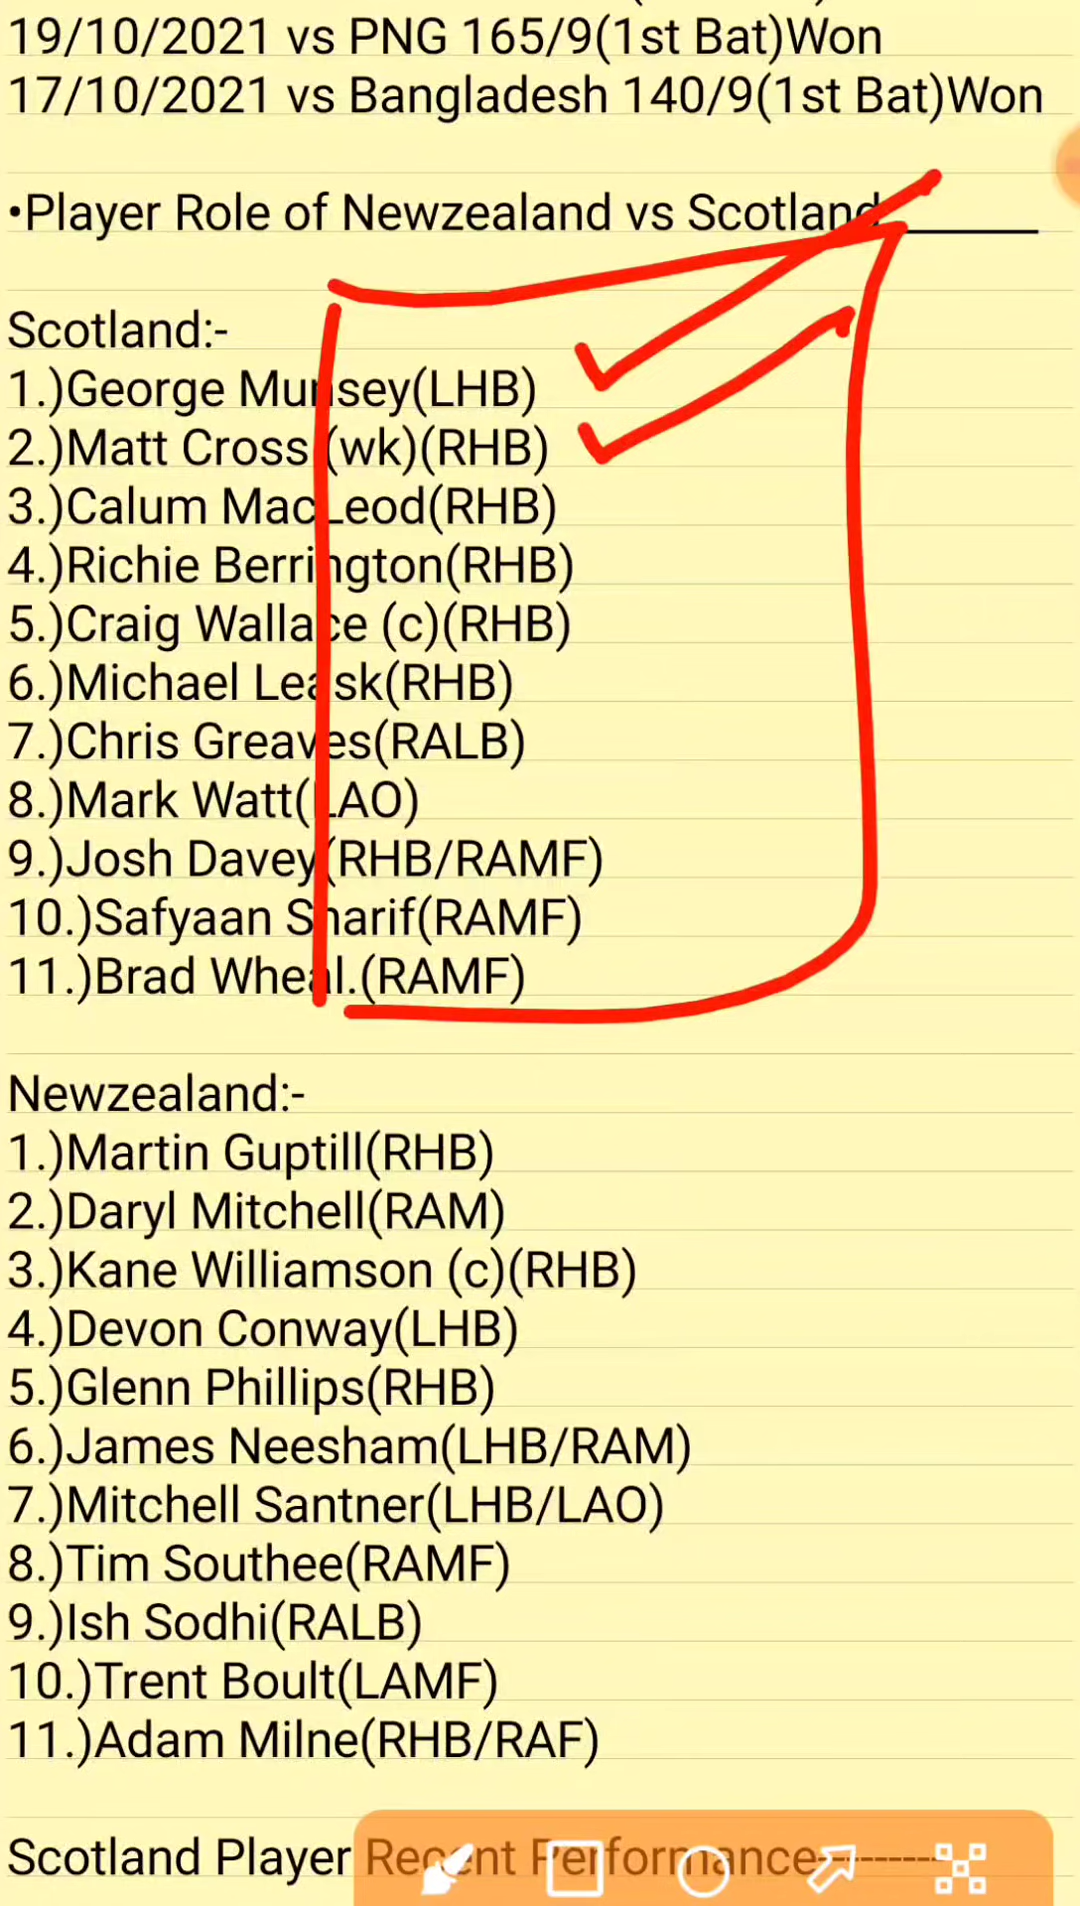 19/10/2021 vs PNG 165/9(1st Bat)Won
17/10/2021 vs Bangladesh 140/9(1st Bat)Won
•Player Role of Newzealand vs Scotland______
Scotland:-
1.)George Munsey(LHB)
2.)Matt Cross (wk)(RHB)
3.)Calum MacLeod(RHB)
4.)Richie Berrington(RHB)
5.)Craig Wallace (c)(RHB)
6.)Michael Leask(RHB)
7.)Chris Greaves(RALB)
8.)Mark Watt(LAO)
9.)Josh Davey(RHB/RAMF)
10.)Safyaan Sharif(RAMF)
11.)Brad Wheal.(RAMF)
Newzealand:-
1.)Martin Guptill(RHB)
2.)Daryl Mitchell(RAM)
3.)Kane Williamson (c)(RHB)
4.)Devon Conway(LHB)
5.)Glenn Phillips(RHB)
6.)James Neesham(LHB/RAM)
7.)Mitchell Santner(LHB/LAO)
8.)Tim Southee(RAMF)
9.)Ish Sodhi(RALB)
10.)Trent Boult(LAMF)
11.)Adam Milne(RHB/RAF)
Scotland Player Recent Performance--------